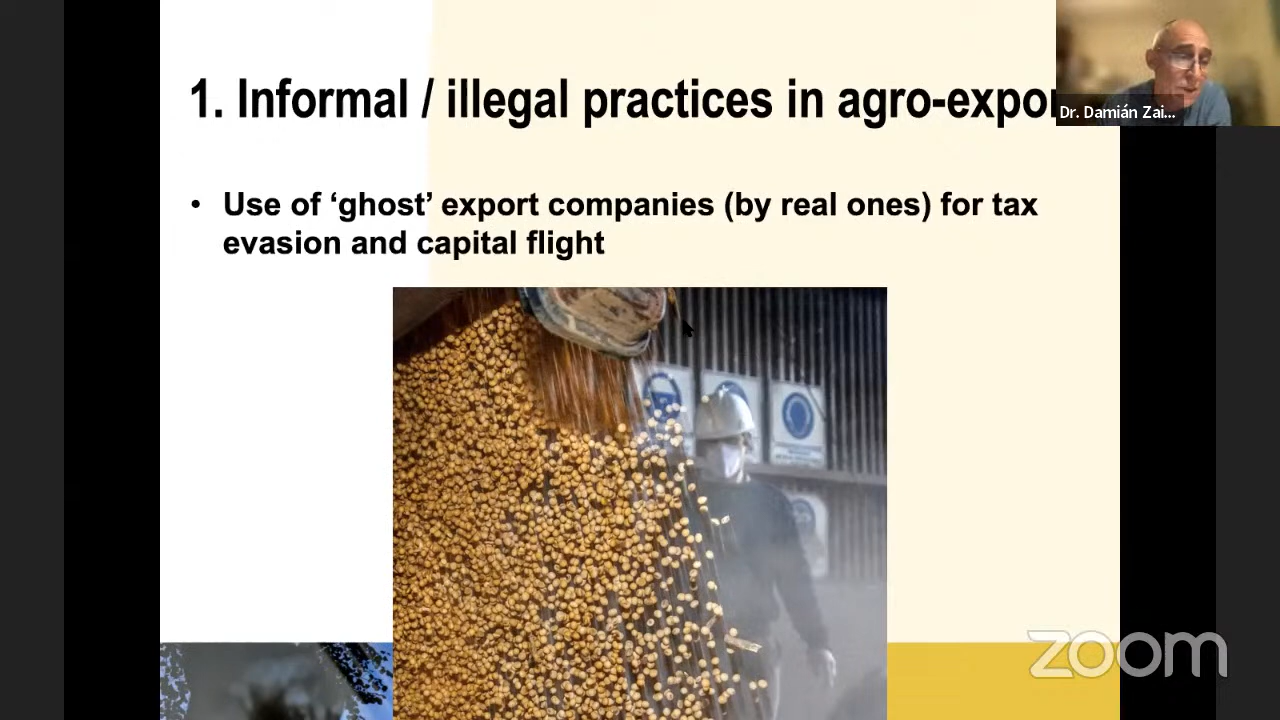 1. Informal / illegal practices in agro-expor
Dr. Damián Zai...
• Use of ‘ghost’ export companies (by real ones) for tax
evasion and capital flight
zoom